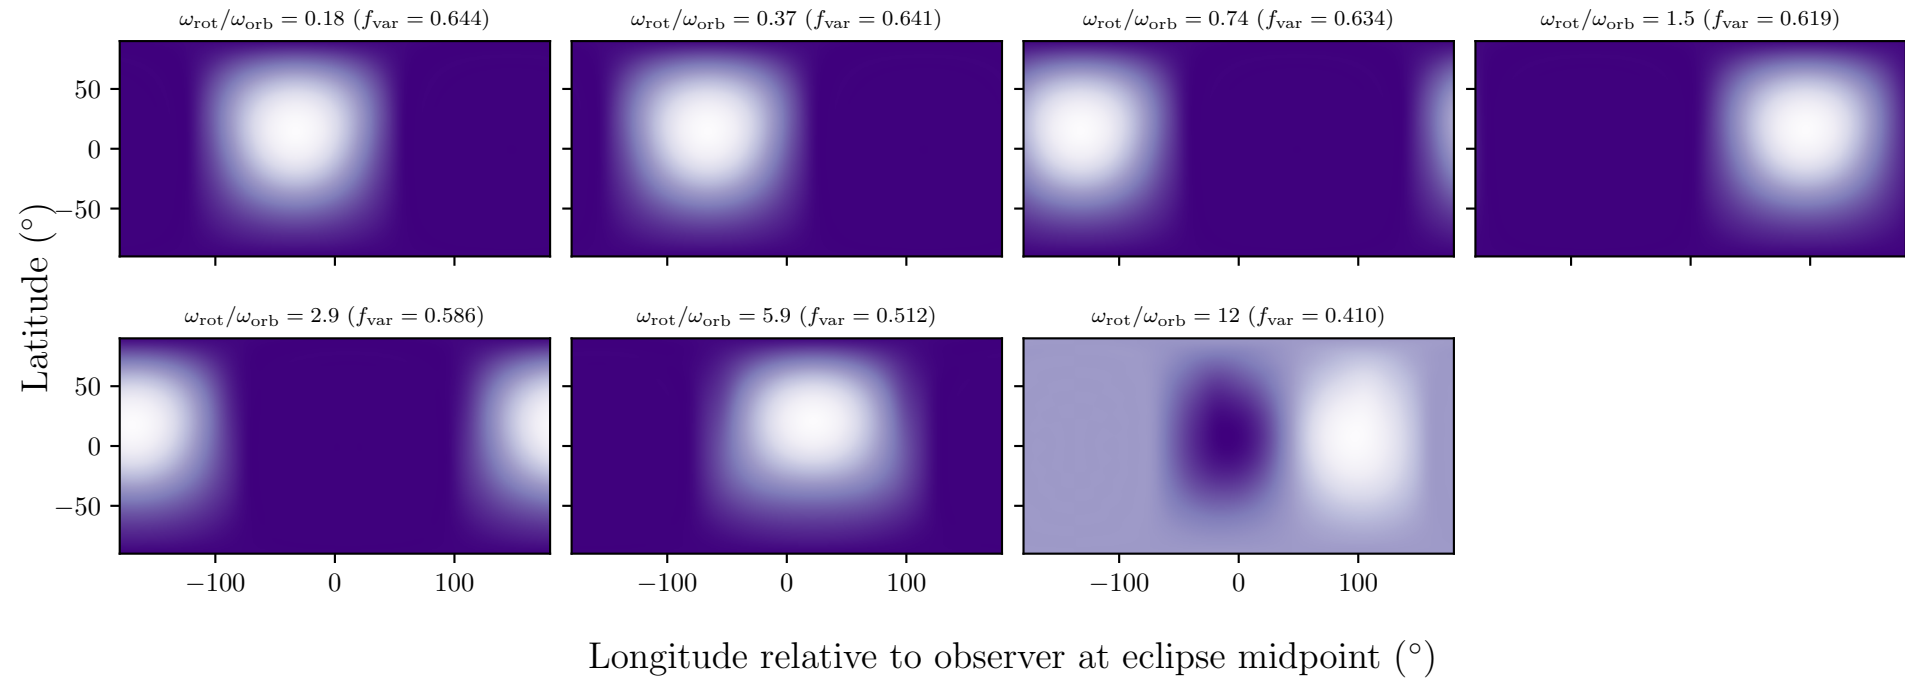 ω_rot/ω_orb = 0.18 (f_var = 0.644)
ω_rot/ω_orb = 0.37 (f_var = 0.641)
ω_rot/ω_orb = 0.74 (f_var = 0.634)
ω_rot/ω_orb = 1.5 (f_var = 0.619)
50
0
−50
Latitude (°)
ω_rot/ω_orb = 2.9 (f_var = 0.586)
ω_rot/ω_orb = 5.9 (f_var = 0.512)
ω_rot/ω_orb = 12 (f_var = 0.410)
50
0
−50
−100 0 100
−100 0 100
−100 0 100
Longitude relative to observer at eclipse midpoint (°)